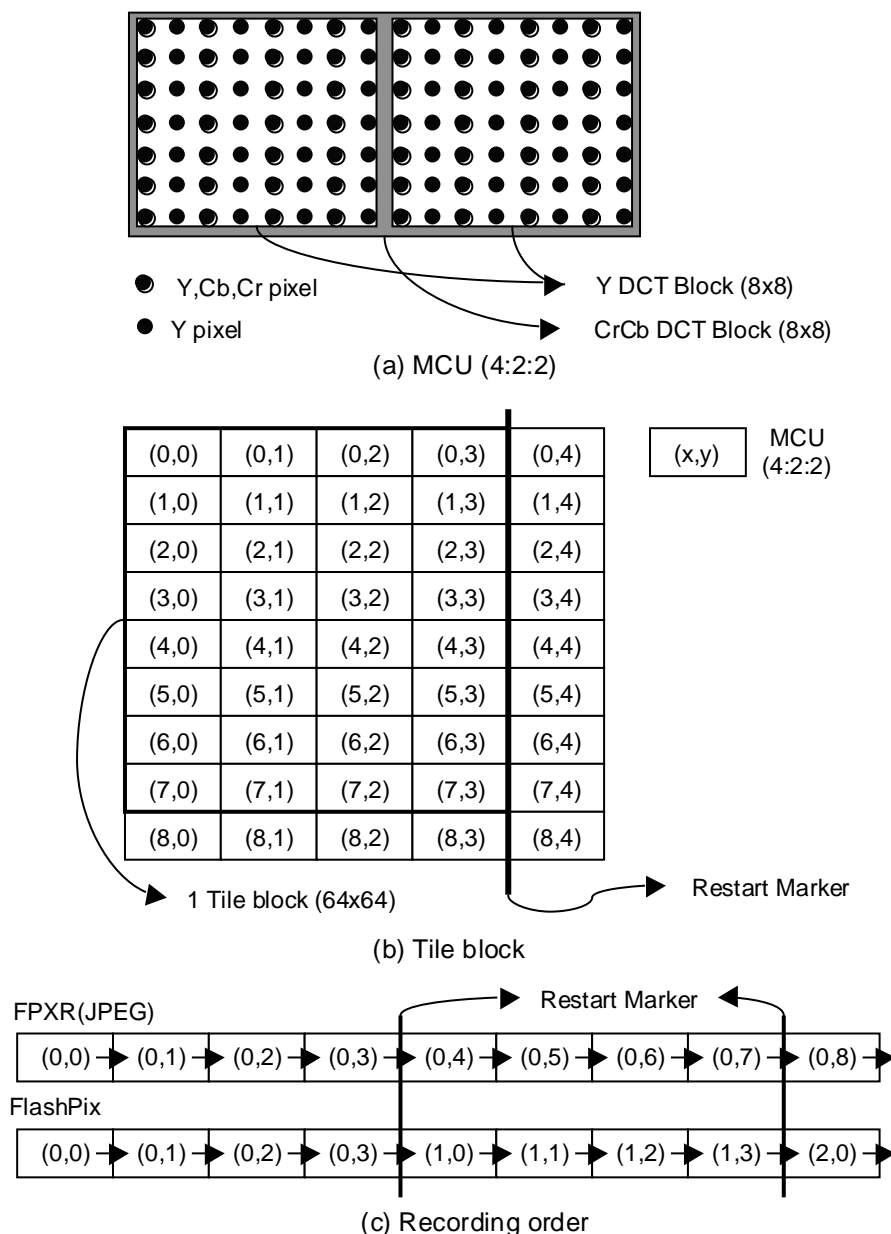 Y,Cb,Cr pixel
Y DCT Block (8x8)
Y pixel
CrCb DCT Block (8x8)
(a) MCU (4:2:2)
(0,0) (0,1) (0,2) (0,3) (0,4)
(x,y)
MCU
(4:2:2)
(1,0) (1,1) (1,2) (1,3) (1,4)
(2,0) (2,1) (2,2) (2,3) (2,4)
(3,0) (3,1) (3,2) (3,3) (3,4)
(4,0) (4,1) (4,2) (4,3) (4,4)
(5,0) (5,1) (5,2) (5,3) (5,4)
(6,0) (6,1) (6,2) (6,3) (6,4)
(7,0) (7,1) (7,2) (7,3) (7,4)
(8,0) (8,1) (8,2) (8,3) (8,4)
1 Tile block (64x64)
Restart Marker
(b) Tile block
Restart Marker
FPXR(JPEG)
(0,0) (0,1) (0,2) (0,3) (0,4) (0,5) (0,6) (0,7) (0,8)
FlashPix
(0,0) (0,1) (0,2) (0,3) (1,0) (1,1) (1,2) (1,3) (2,0)
(c) Recording order